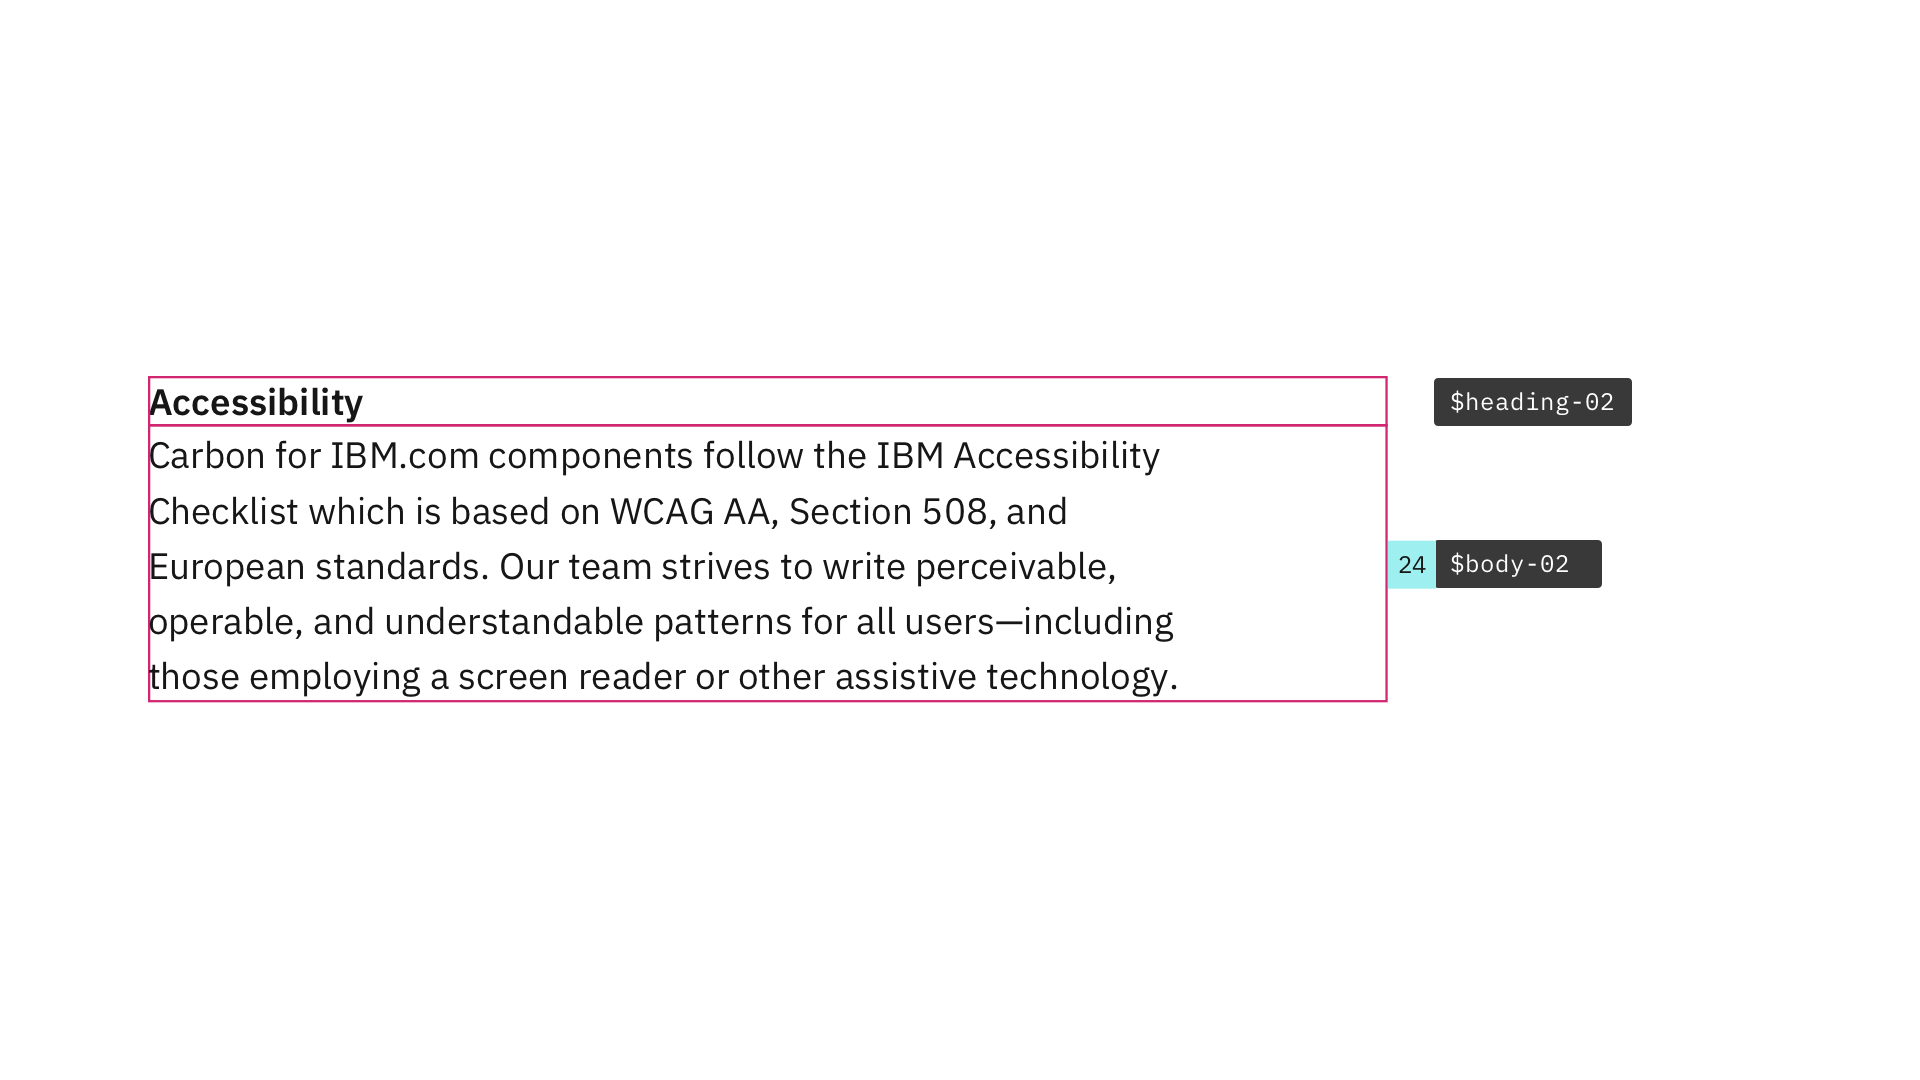 Accessibility
$heading-02
Carbon for IBM.com components follow the IBM Accessibility
Checklist which is based on WCAG AA, Section 508, and
European standards. Our team strives to write perceivable,
operable, and understandable patterns for all users—including
those employing a screen reader or other assistive technology.
24
$body-02